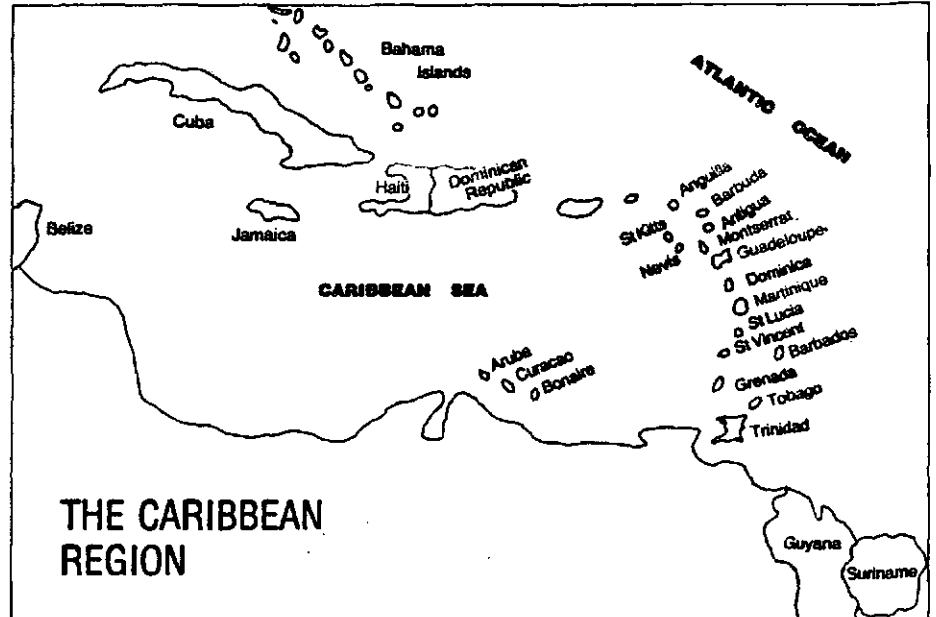 Bahama
Islands
ATLANTIC OCEAN
Cuba
Haiti
Dominican
Republic
Anguilla
Barbuda
Antigua
St Kitts
Montserrat
Nevis
Guadeloupe
Belize
Jamaica
CARIBBEAN SEA
Dominica
Martinique
St Lucia
St Vincent
Barbados
Aruba
Curacao
Bonaire
Grenada
Tobago
Trinidad
THE CARIBBEAN
REGION
Guyana
Suriname